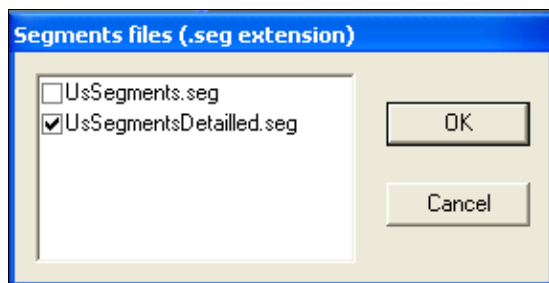 Segments files (.seg extension)
UsSegments.seg
UsSegmentsDetailled.seg
OK
Cancel